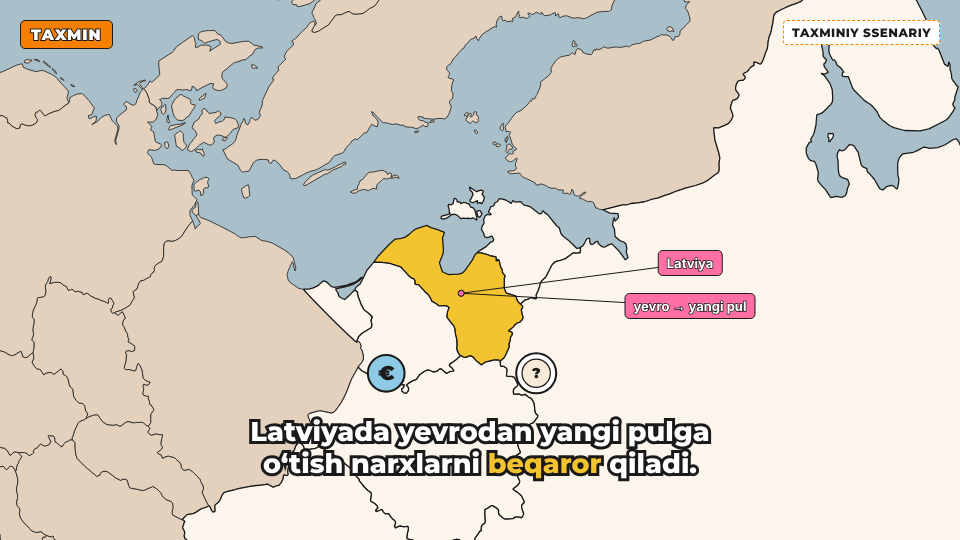 TAXMIN
TAXMINIY SSENARIY
Latviya
yevro → yangi pul
€
?
Latviyada yevrodan yangi pulga
o‘tish narxlarni beqaror qiladi.